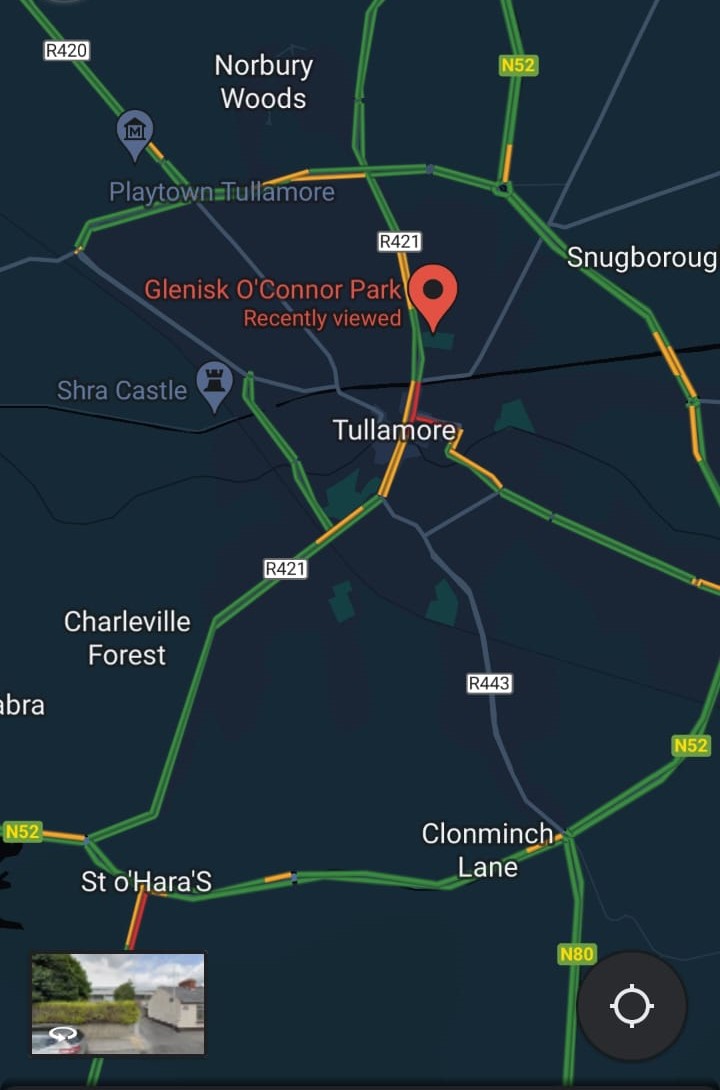 R420
Norbury
Woods
N52
Playtown Tullamore
R421
Snugboroug
Glenisk O'Connor Park
Recently viewed
Shra Castle
Tullamore
R421
Charleville
Forest
R443
abra
N52
N52
Clonminch
Lane
St o'Hara'S
N80